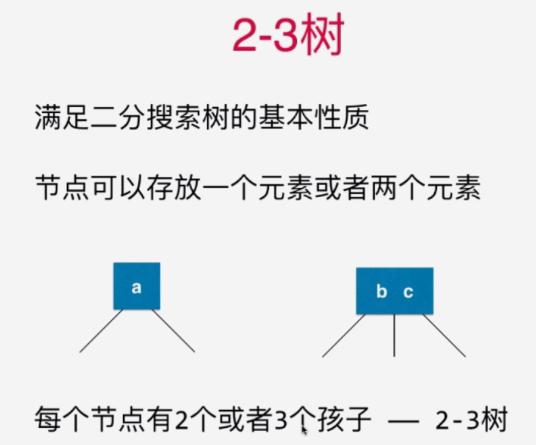 2-3树
满足二分搜索树的基本性质
节点可以存放一个元素或者两个元素
a
b c
每个节点有2个或者3个孩子 — 2-3树